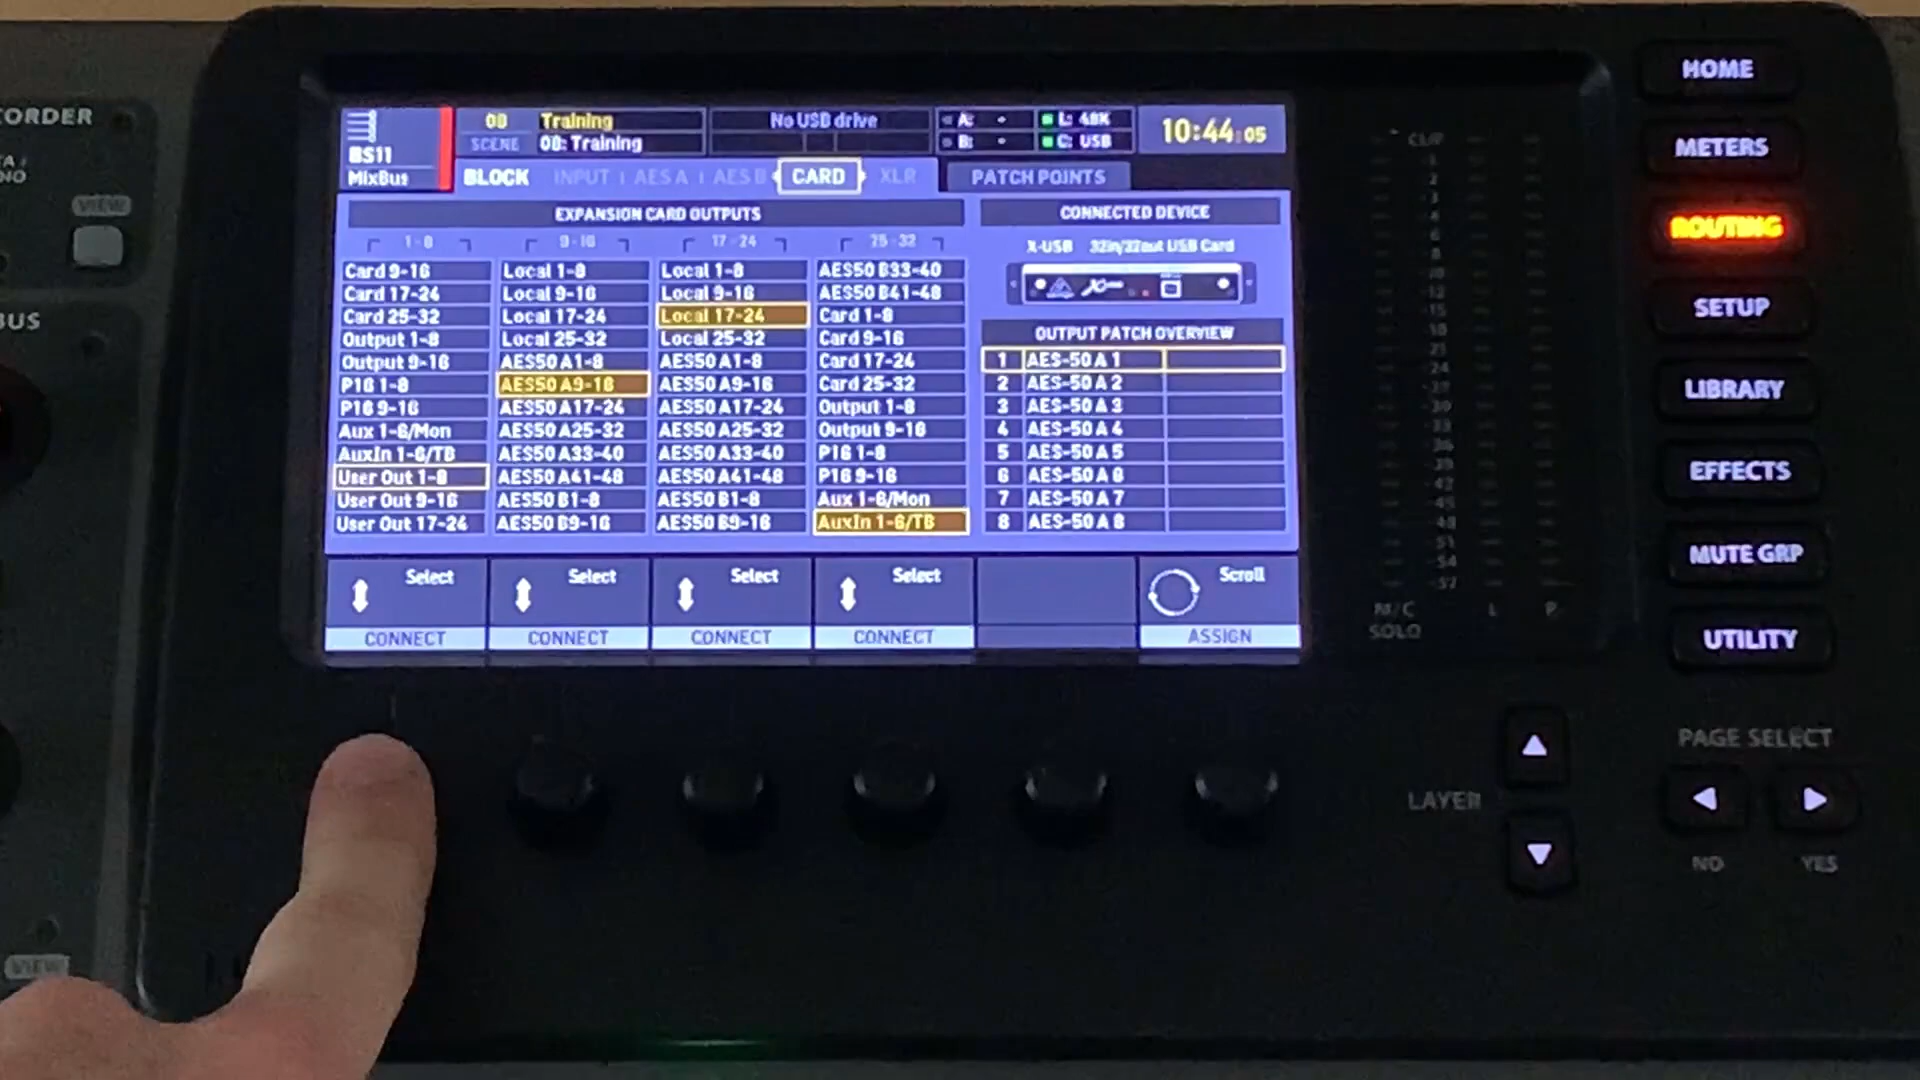 CORDER
VIEW
BUS
VIEW
BS11
MixBus
08 Training
SCENE 08: Training
No USB drive
A: L: 48K
B: C: USB
10:44:05
BLOCK INPUT AES A AES B CARD XLR PATCH POINTS
EXPANSION CARD OUTPUTS
1-8 9-16 17-24 25-32
Card 9-16 Local 1-8 Local 1-8 AES50 B33-40
Card 17-24 Local 9-16 Local 9-16 AES50 B41-48
Card 25-32 Local 17-24 Local 17-24 Card 1-8
Output 1-8 Local 25-32 Local 25-32 Card 9-16
Output 9-16 AES50 A1-8 AES50 A1-8 Card 17-24
P16 1-8 AES50 A9-16 AES50 A9-16 Card 25-32
P16 9-16 AES50 A17-24 AES50 A17-24 Output 1-8
Aux 1-6/Mon AES50 A25-32 AES50 A25-32 Output 9-16
AuxIn 1-6/TB AES50 A33-40 AES50 A33-40 P16 1-8
User Out 1-8 AES50 A41-48 AES50 A41-48 P16 9-16
User Out 9-16 AES50 B1-8 AES50 B1-8 Aux 1-6/Mon
User Out 17-24 AES50 B9-16 AES50 B9-16 AuxIn 1-6/TB
CONNECTED DEVICE
X-USB 32in/32out USB Card
OUTPUT PATCH OVERVIEW
1 AES-50 A 1
2 AES-50 A 2
3 AES-50 A 3
4 AES-50 A 4
5 AES-50 A 5
6 AES-50 A 6
7 AES-50 A 7
8 AES-50 A 8
Select Select Select Select Scroll
CONNECT CONNECT CONNECT CONNECT ASSIGN
CLIP
M/C
SOLO
L
HOME
METERS
ROUTING
SETUP
LIBRARY
EFFECTS
MUTE GRP
UTILITY
LAYER
PAGE SELECT
NO YES